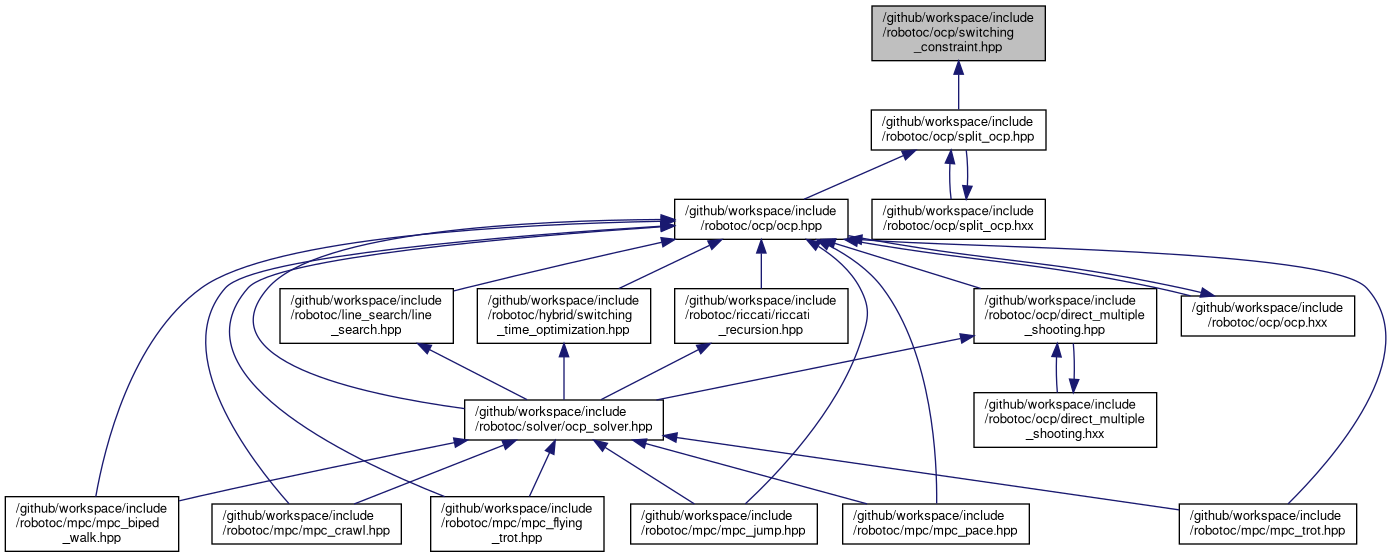 /github/workspace/include
/robotoc/ocp/switching
_constraint.hpp
/github/workspace/include
/robotoc/ocp/split_ocp.hpp
/github/workspace/include
/robotoc/ocp/ocp.hpp
/github/workspace/include
/robotoc/ocp/split_ocp.hxx
/github/workspace/include
/robotoc/line_search/line
_search.hpp
/github/workspace/include
/robotoc/hybrid/switching
_time_optimization.hpp
/github/workspace/include
/robotoc/riccati/riccati
_recursion.hpp
/github/workspace/include
/robotoc/ocp/direct_multiple
_shooting.hpp
/github/workspace/include
/robotoc/ocp/ocp.hxx
/github/workspace/include
/robotoc/solver/ocp_solver.hpp
/github/workspace/include
/robotoc/ocp/direct_multiple
_shooting.hxx
/github/workspace/include
/robotoc/mpc/mpc_biped
_walk.hpp
/github/workspace/include
/robotoc/mpc/mpc_crawl.hpp
/github/workspace/include
/robotoc/mpc/mpc_flying
_trot.hpp
/github/workspace/include
/robotoc/mpc/mpc_jump.hpp
/github/workspace/include
/robotoc/mpc/mpc_pace.hpp
/github/workspace/include
/robotoc/mpc/mpc_trot.hpp